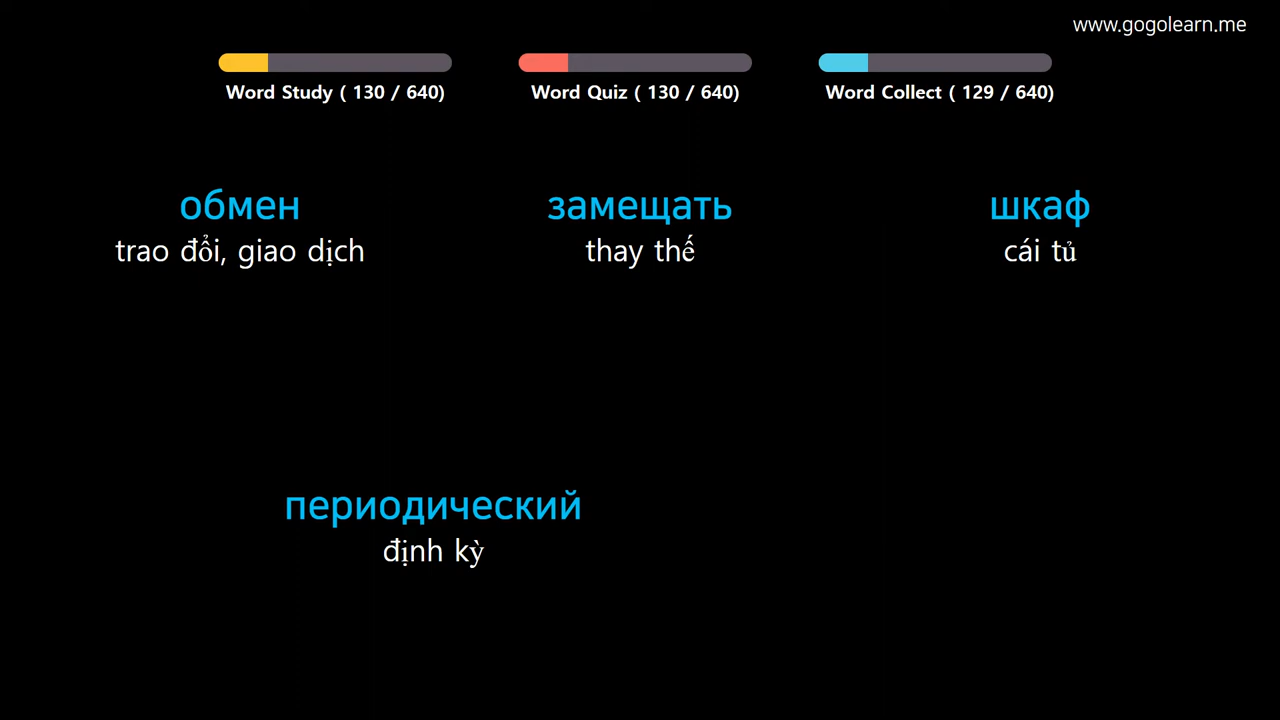 www.gogolearn.me
Word Study ( 130 / 640)
Word Quiz ( 130 / 640)
Word Collect ( 129 / 640)
обмен
trao đổi, giao dịch
замещать
thay thế
шкаф
cái tủ
периодический
định kỳ